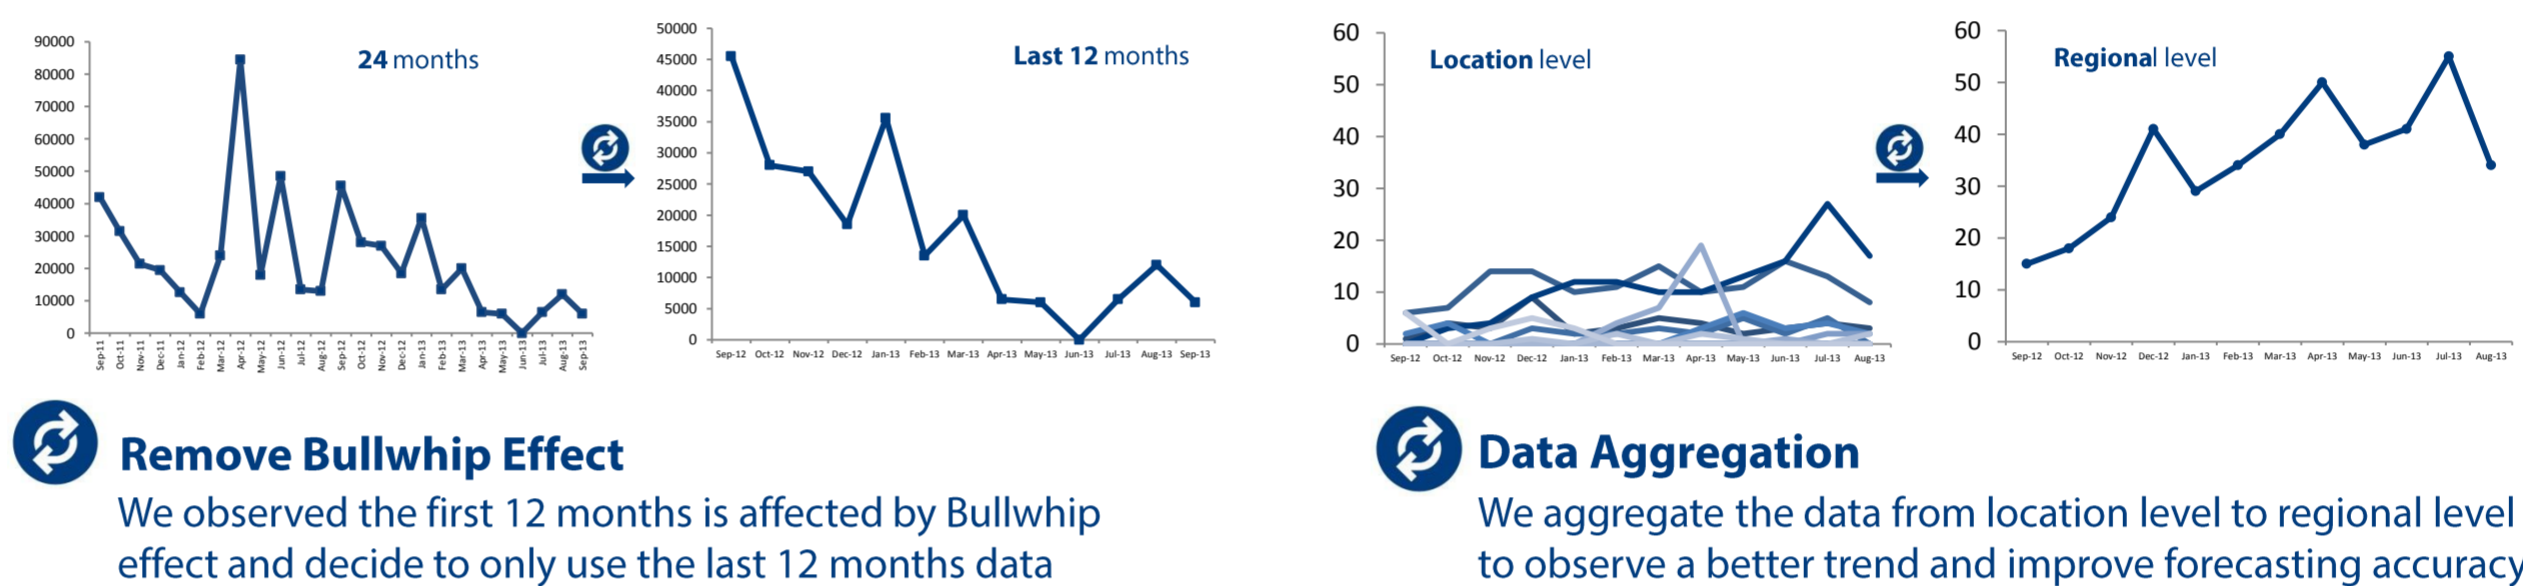 24 months
90000
80000
70000
60000
50000
40000
30000
20000
10000
0
Sep-11
Oct-11
Nov-11
Dec-11
Jan-12
Feb-12
Mar-12
Apr-12
May-12
Jun-12
Jul-12
Aug-12
Sep-12
Oct-12
Nov-12
Dec-12
Jan-13
Feb-13
Mar-13
Apr-13
May-13
Jun-13
Jul-13
Aug-13
Sep-13
Last 12 months
50000
45000
40000
35000
30000
25000
20000
15000
10000
5000
0
Sep-12 Oct-12 Nov-12 Dec-12 Jan-13 Feb-13 Mar-13 Apr-13 May-13 Jun-13 Jul-13 Aug-13 Sep-13
Remove Bullwhip Effect
We observed the first 12 months is affected by Bullwhip
effect and decide to only use the last 12 months data
Location level
60
50
40
30
20
10
0
Sep-12 Oct-12 Nov-12 Dec-12 Jan-13 Feb-13 Mar-13 Apr-13 May-13 Jun-13 Jul-13 Aug-13
Regional level
60
50
40
30
20
10
0
Sep-12 Oct-12 Nov-12 Dec-12 Jan-13 Feb-13 Mar-13 Apr-13 May-13 Jun-13 Jul-13 Aug-13
Data Aggregation
We aggregate the data from location level to regional level
to observe a better trend and improve forecasting accuracy